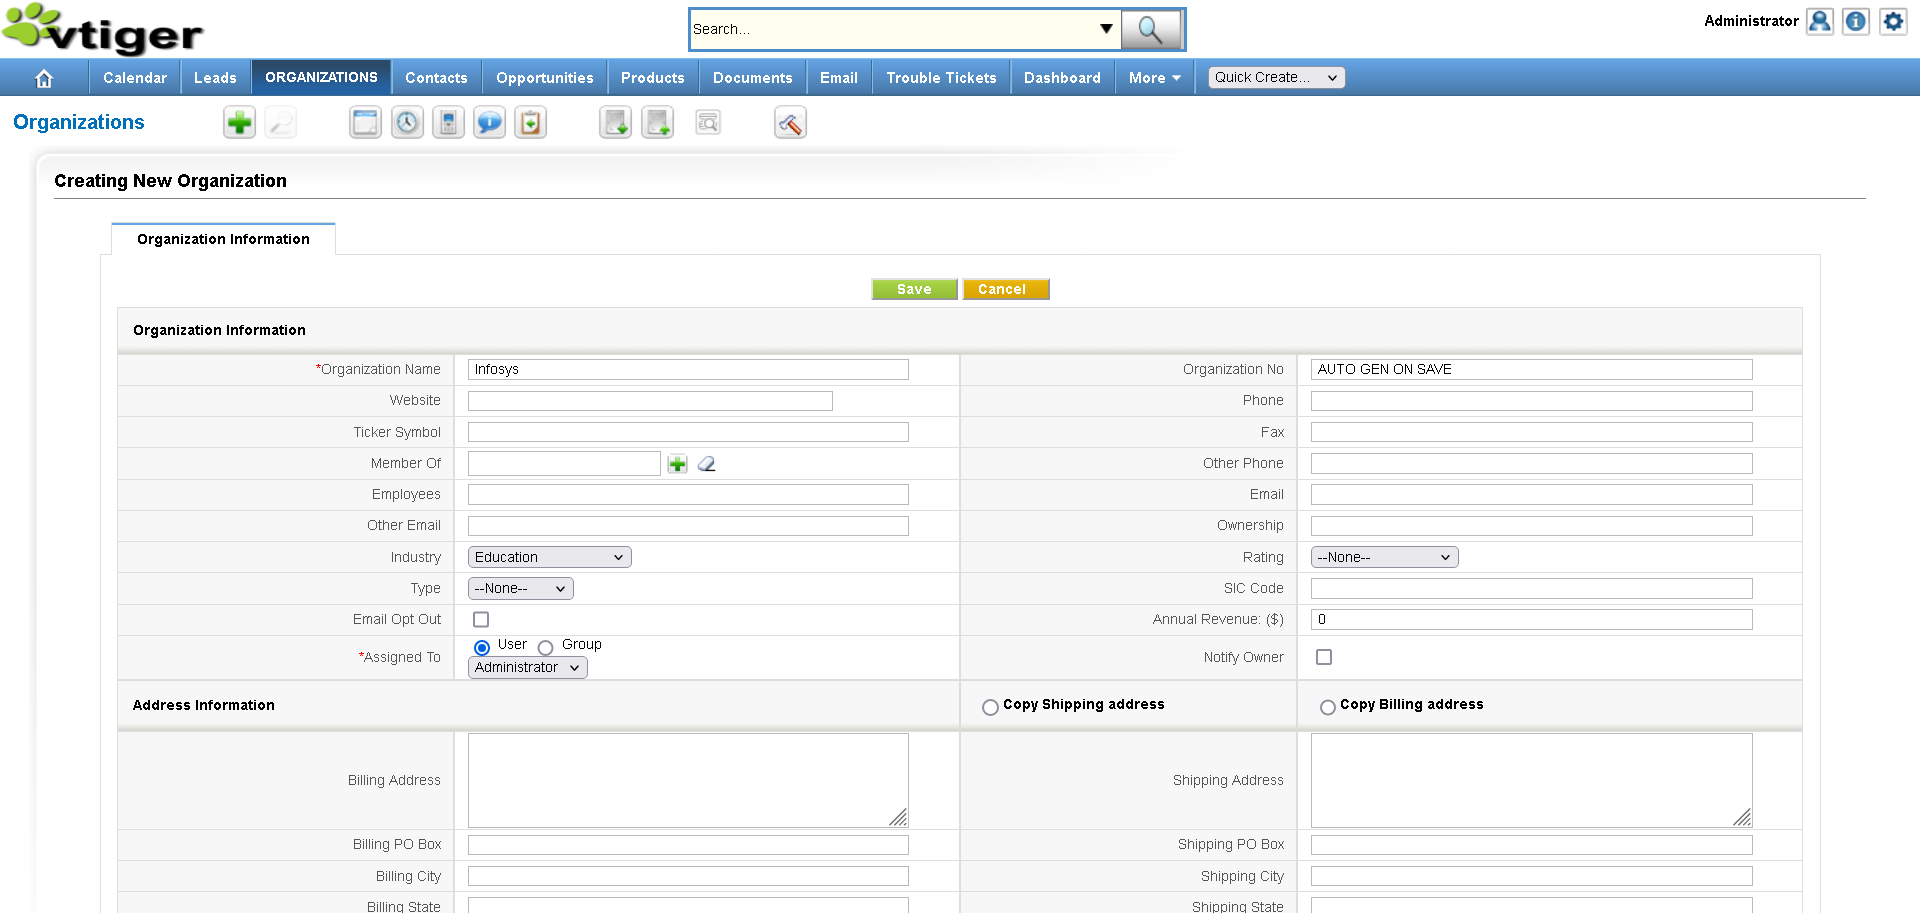 vtiger
Search...
Administrator
Calendar Leads ORGANIZATIONS Contacts Opportunities Products Documents Email Trouble Tickets Dashboard More Quick Create...
Organizations
Creating New Organization
Organization Information
Save Cancel
Organization Information
*Organization Name Infosys Organization No AUTO GEN ON SAVE
Website Phone
Ticker Symbol Fax
Member Of Other Phone
Employees Email
Other Email Ownership
Industry Education Rating --None--
Type --None-- SIC Code
Email Opt Out Annual Revenue: ($) 0
User Group
*Assigned To Administrator Notify Owner
Address Information Copy Shipping address Copy Billing address
Billing Address Shipping Address
Billing PO Box Shipping PO Box
Billing City Shipping City
Billing State Shipping State